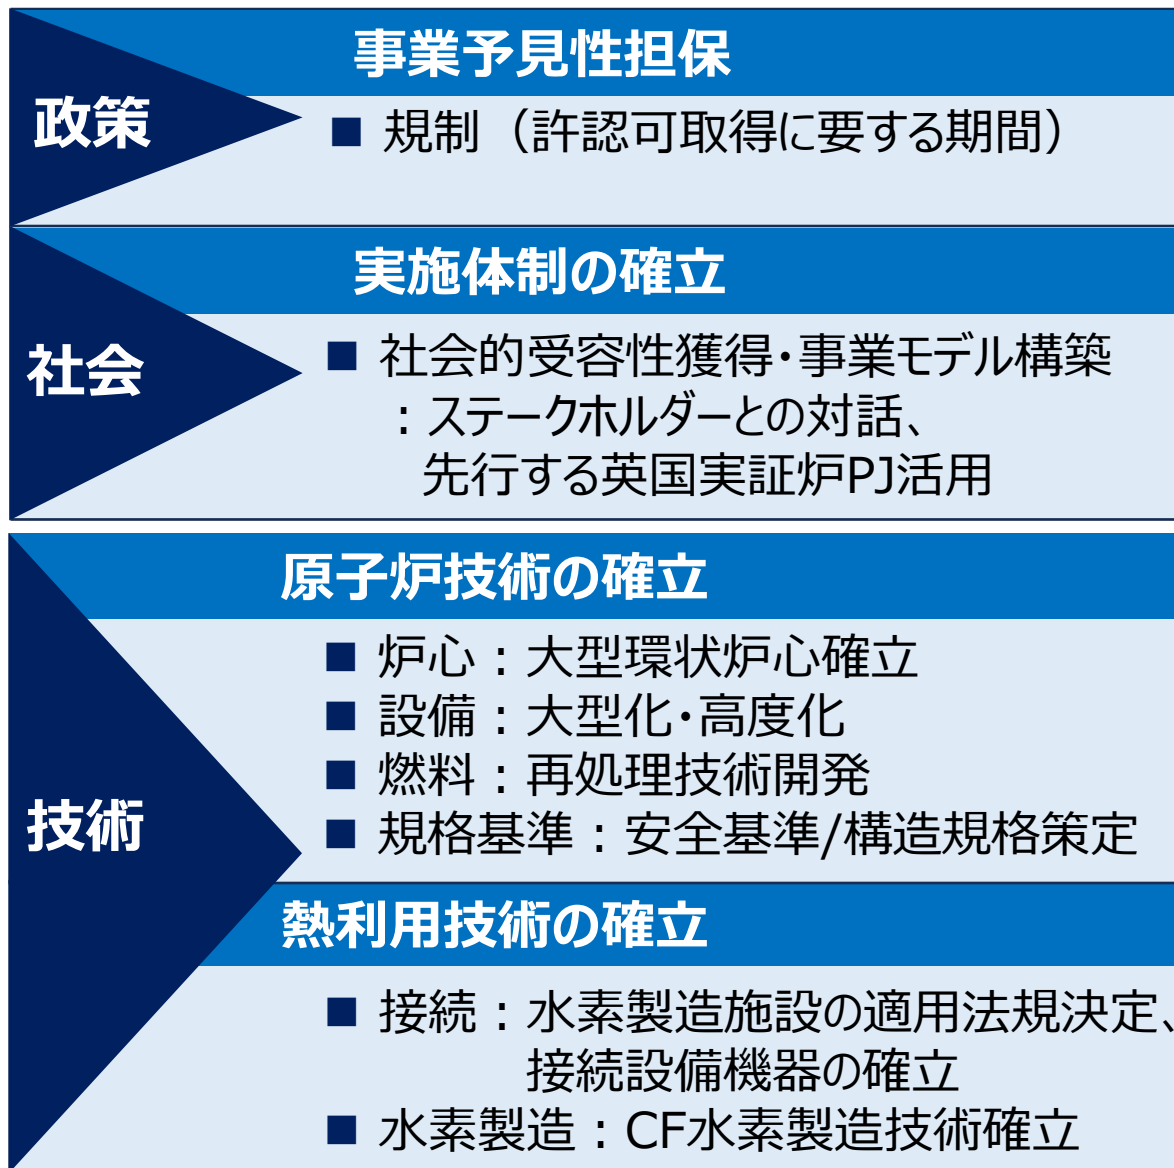 政策
事業予見性担保
■ 規制（許認可取得に要する期間）
社会
実施体制の確立
■ 社会的受容性獲得・事業モデル構築
：ステークホルダーとの対話、
先行する英国実証炉PJ活用
技術
原子炉技術の確立
■ 炉心：大型環状炉心確立
■ 設備：大型化・高度化
■ 燃料：再処理技術開発
■ 規格基準：安全基準/構造規格策定
熱利用技術の確立
■ 接続：水素製造施設の適用法規決定、
接続設備機器の確立
■ 水素製造：CF水素製造技術確立